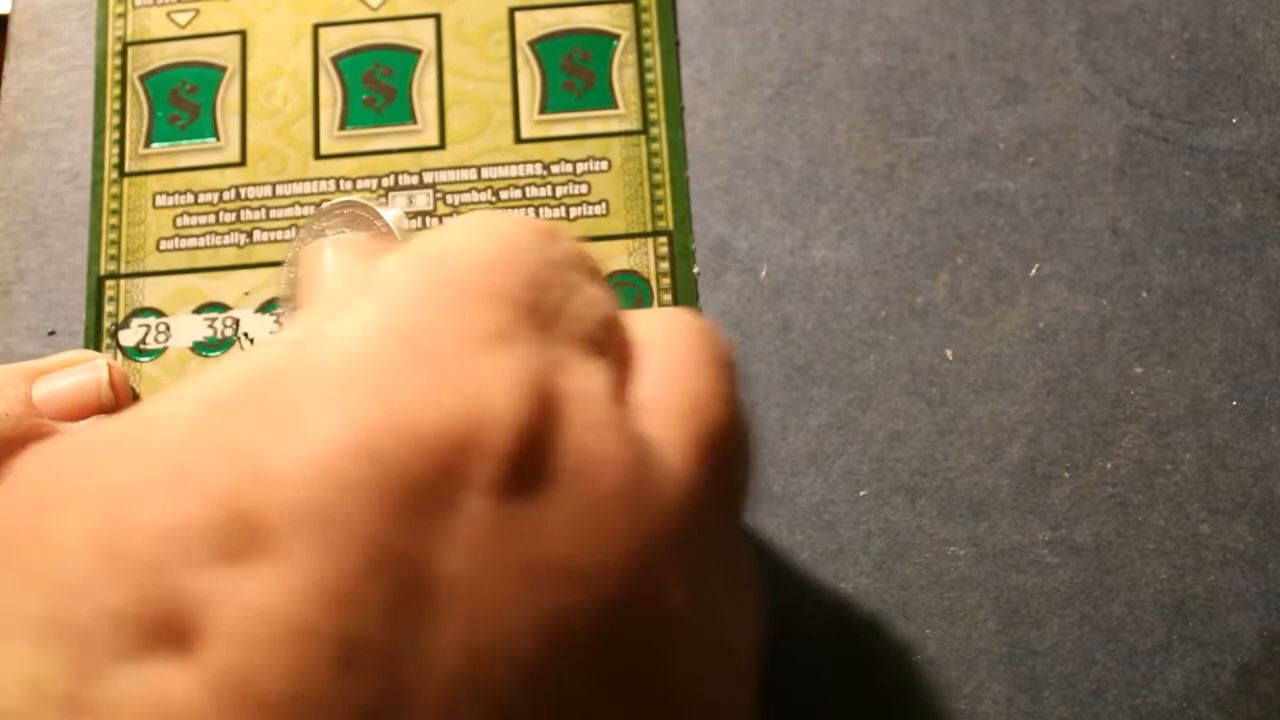 $ $ $
Match any of YOUR NUMBERS to any of the WINNING NUMBERS, win prize
shown for that number. " " symbol, win that prize
automatically. Reveal that prize!
28 38